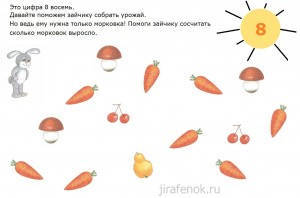 Это цифра 8 восемь.
Давайте поможем зайчику собрать урожай.
Но ведь ему нужна только морковка! Помоги зайчику сосчитать
сколько морковок выросло.
8
jirafenok.ru